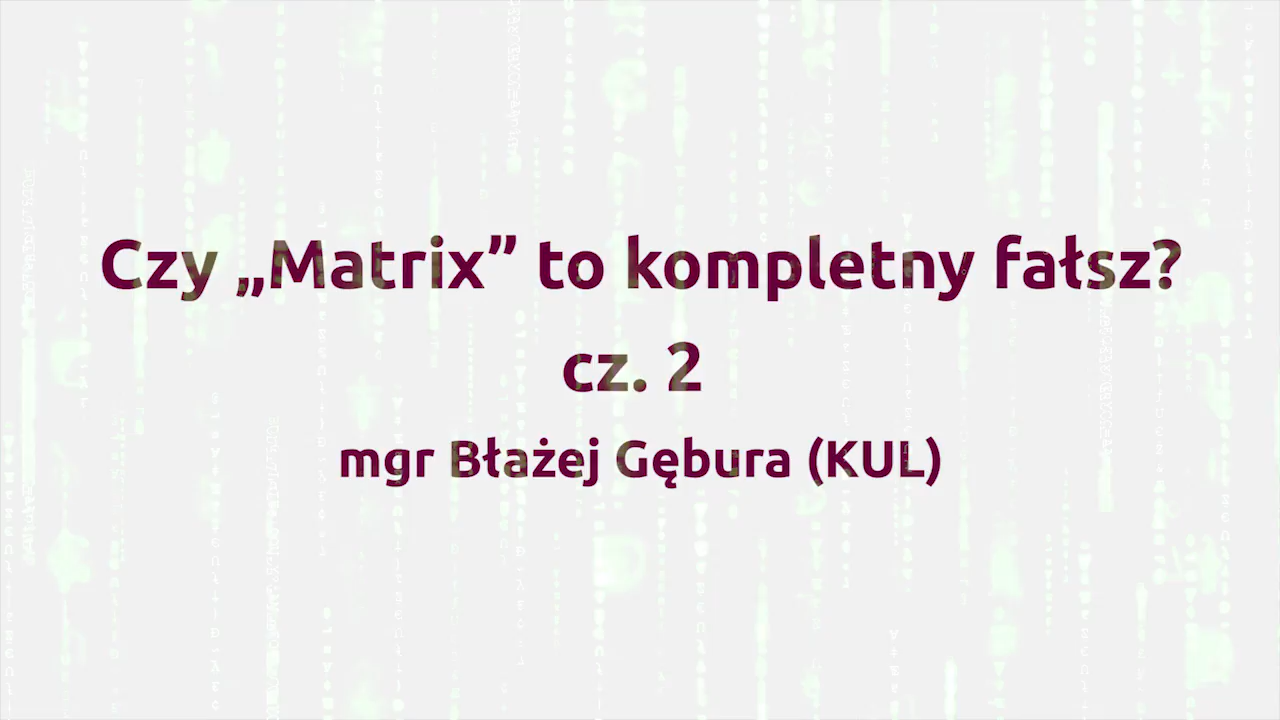 Czy „Matrix” to kompletny fałsz?
cz. 2
mgr Błażej Gębura (KUL)